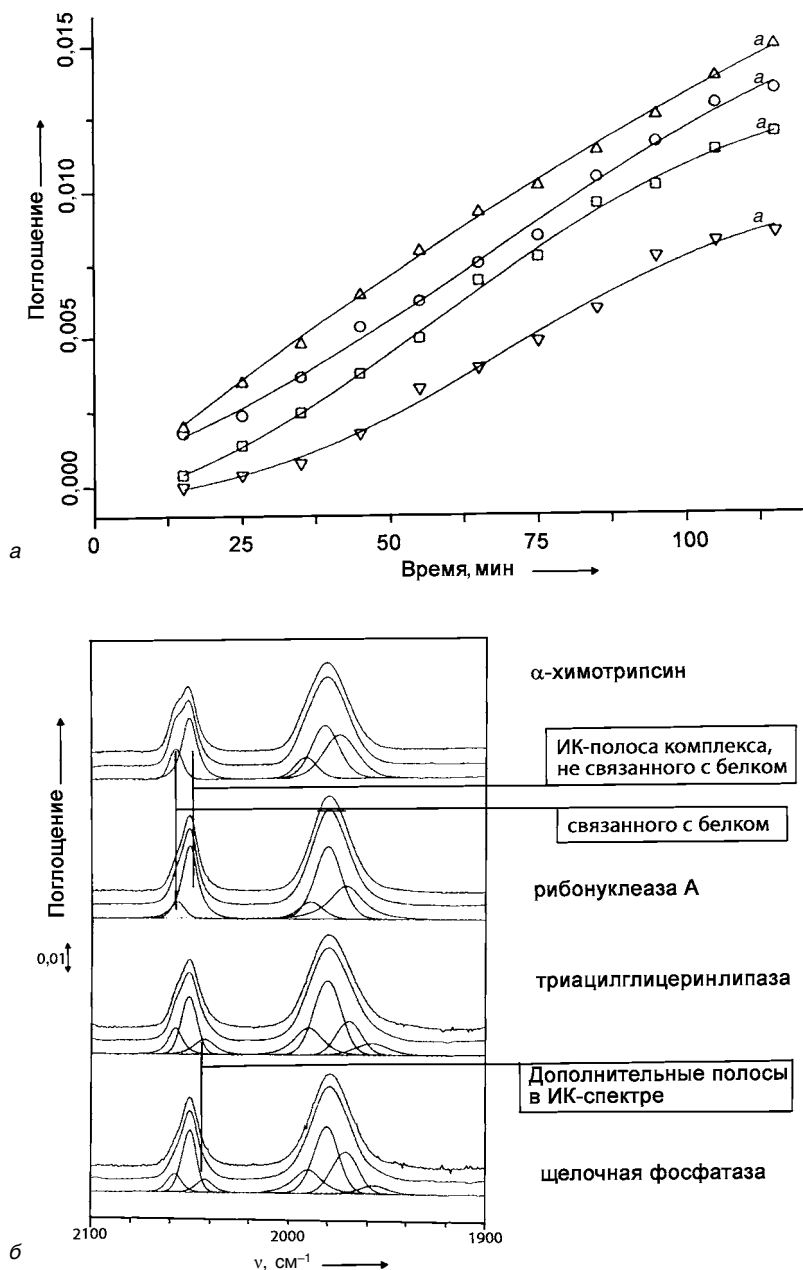 0,015
0,010
0,005
0,000
Поглощение
a
a
a
a
0
25
50
75
100
Время, мин
а
α-химотрипсин
ИК-полоса комплекса,
не связанного с белком
связанного с белком
рибонуклеаза А
триацилглицеринлипаза
Дополнительные полосы
в ИК-спектре
щелочная фосфатаза
Поглощение
0,01
2100
2000
1900
ν, см⁻¹
б